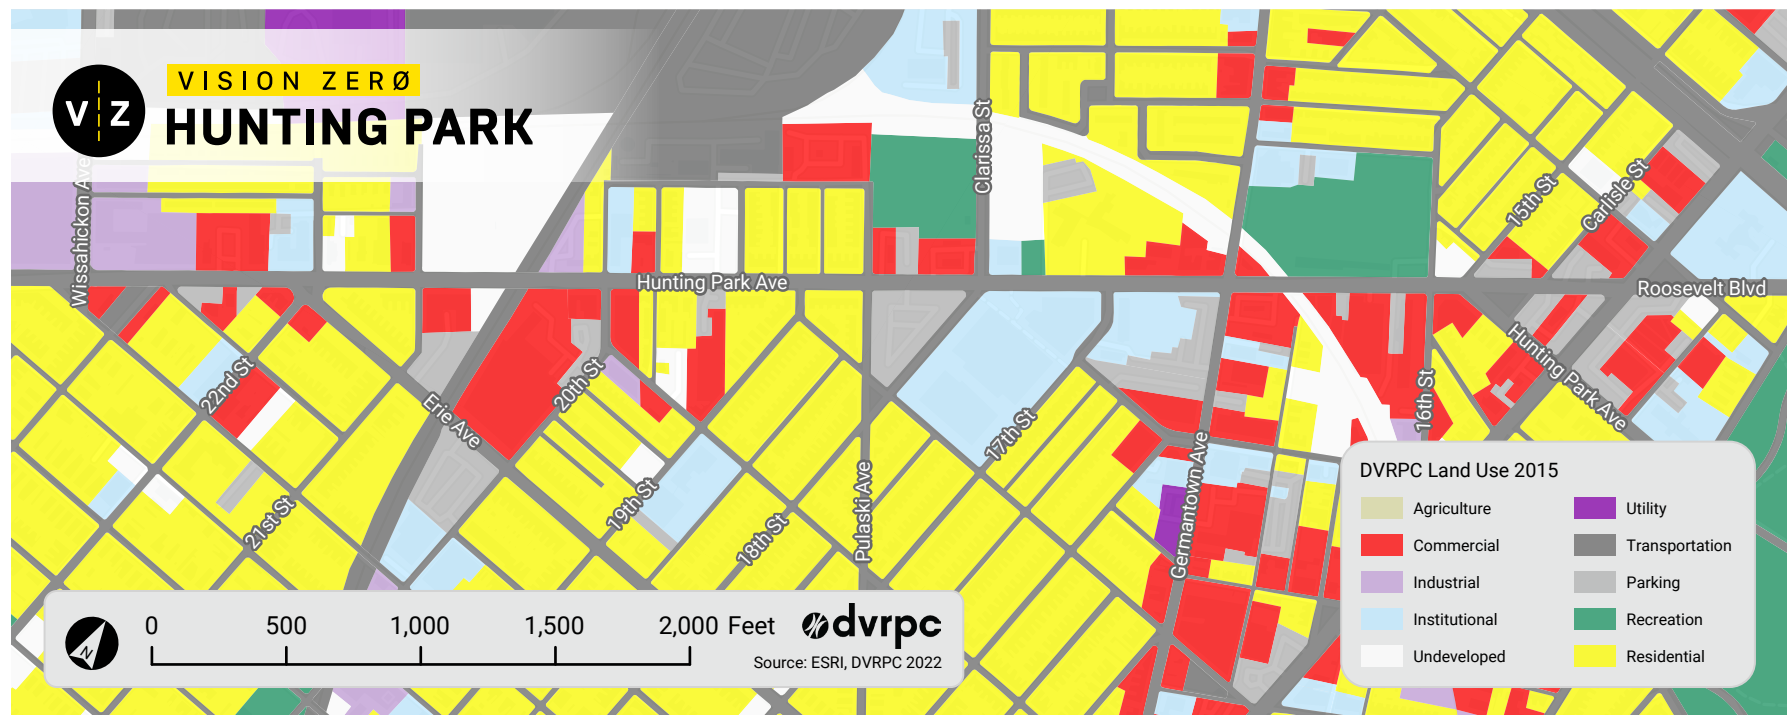 V Z
VISION ZERØ
HUNTING PARK
Wissahickon Ave
Clarissa St
15th St
Carlisle St
Hunting Park Ave
Roosevelt Blvd
22nd St
Erie Ave
20th St
21st St
19th St
18th St
Pulaski Ave
17th St
Germantown Ave
16th St
Hunting Park Ave
DVRPC Land Use 2015
Agriculture
Commercial
Industrial
Institutional
Undeveloped
Utility
Transportation
Parking
Recreation
Residential
N
0 500 1,000 1,500 2,000 Feet
dvrpc
Source: ESRI, DVRPC 2022